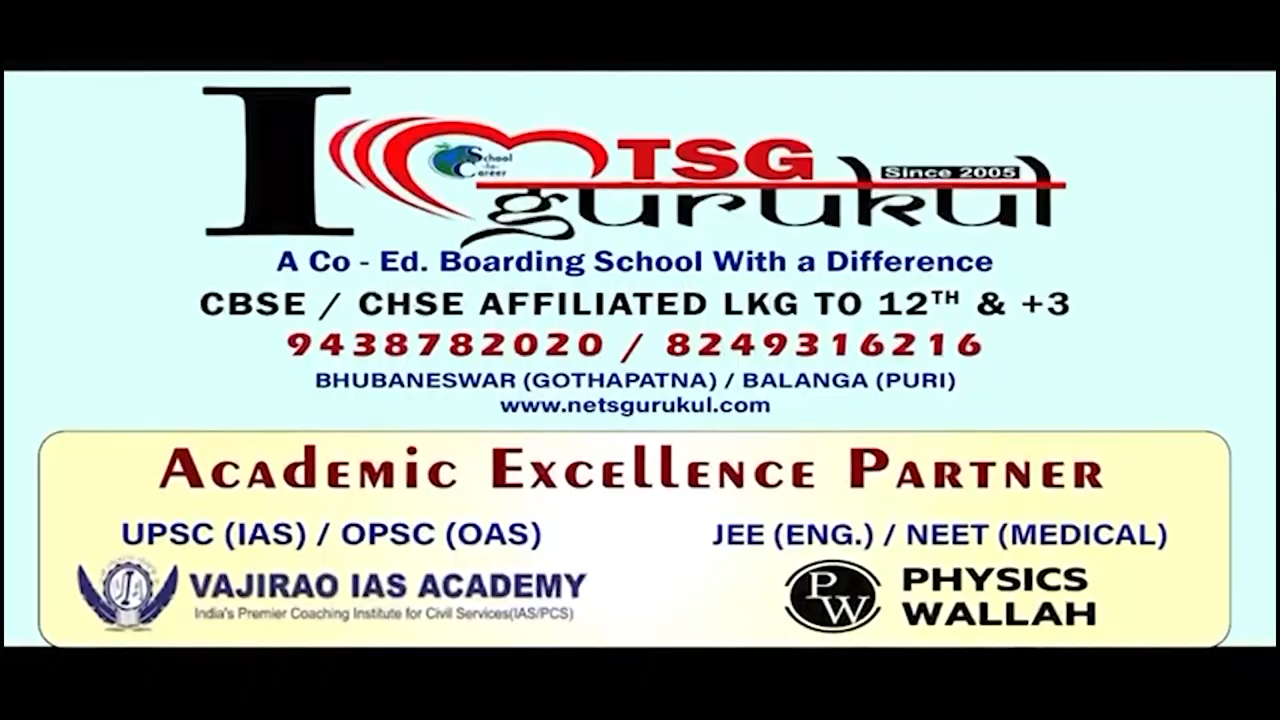 I TSG
School
-to-
Career
Since 2005
gurukul
A Co - Ed. Boarding School With a Difference
CBSE / CHSE AFFILIATED LKG TO 12TH & +3
9438782020 / 8249316216
BHUBANESWAR (GOTHAPATNA) / BALANGA (PURI)
www.netsgurukul.com
ACADEMIC EXCELLENCE PARTNER
UPSC (IAS) / OPSC (OAS)
JEE (ENG.) / NEET (MEDICAL)
VAJIRAO IAS ACADEMY
India's Premier Coaching Institute for Civil Services(IAS/PCS)
PW
PHYSICS
WALLAH